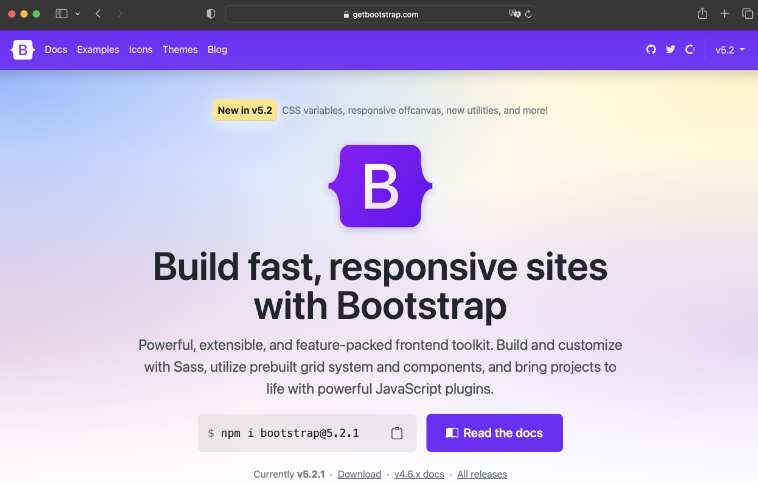 getbootstrap.com
B Docs Examples Icons Themes Blog v5.2
New in v5.2 CSS variables, responsive offcanvas, new utilities, and more!
B
Build fast, responsive sites
with Bootstrap
Powerful, extensible, and feature-packed frontend toolkit. Build and customize
with Sass, utilize prebuilt grid system and components, and bring projects to
life with powerful JavaScript plugins.
$ npm i bootstrap@5.2.1 Read the docs
Currently v5.2.1 · Download · v4.6.x docs · All releases